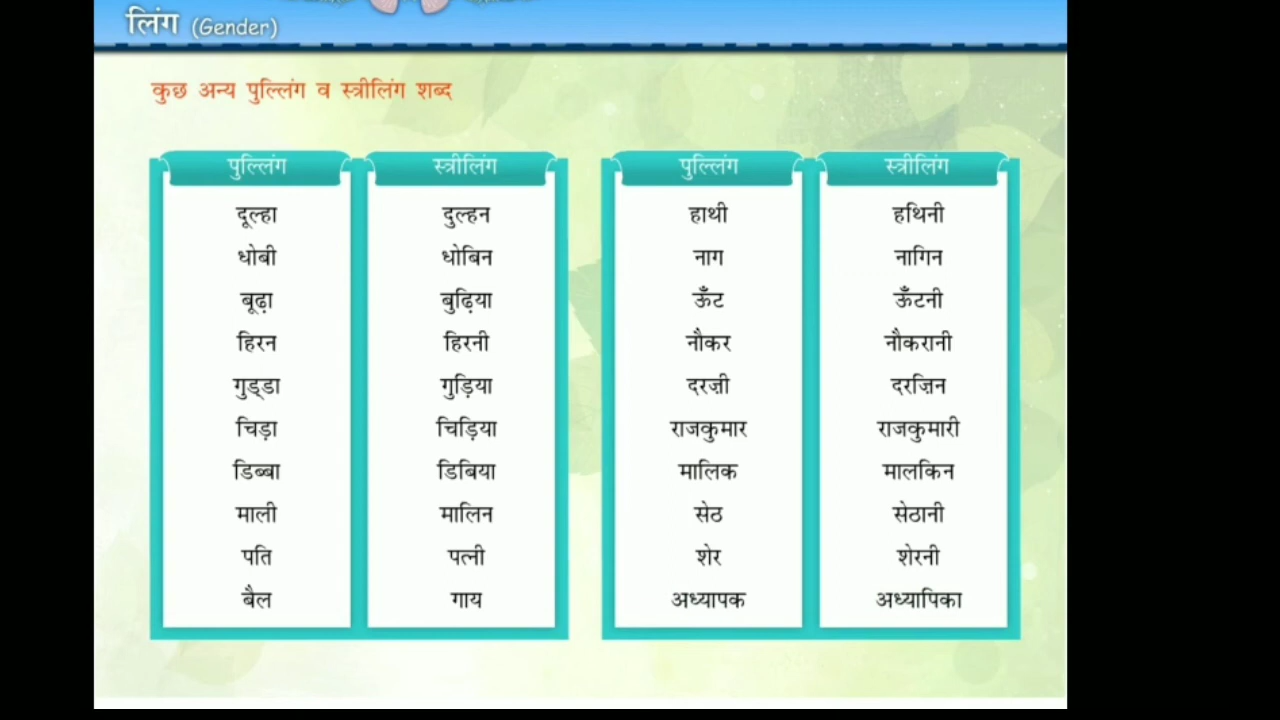 लिंग (Gender)
कुछ अन्य पुल्लिंग व स्त्रीलिंग शब्द
पुल्लिंग स्त्रीलिंग
दूल्हा दुल्हन
धोबी धोबिन
बूढ़ा बुढ़िया
हिरन हिरनी
गुड्डा गुड़िया
चिड़ा चिड़िया
डिब्बा डिबिया
माली मालिन
पति पत्नी
बैल गाय
पुल्लिंग स्त्रीलिंग
हाथी हथिनी
नाग नागिन
ऊँट ऊँटनी
नौकर नौकरानी
दरज़ी दरज़िन
राजकुमार राजकुमारी
मालिक मालकिन
सेठ सेठानी
शेर शेरनी
अध्यापक अध्यापिका